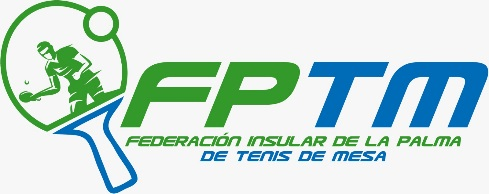 FPTM
FEDERACIÓN INSULAR DE LA PALMA
DE TENIS DE MESA